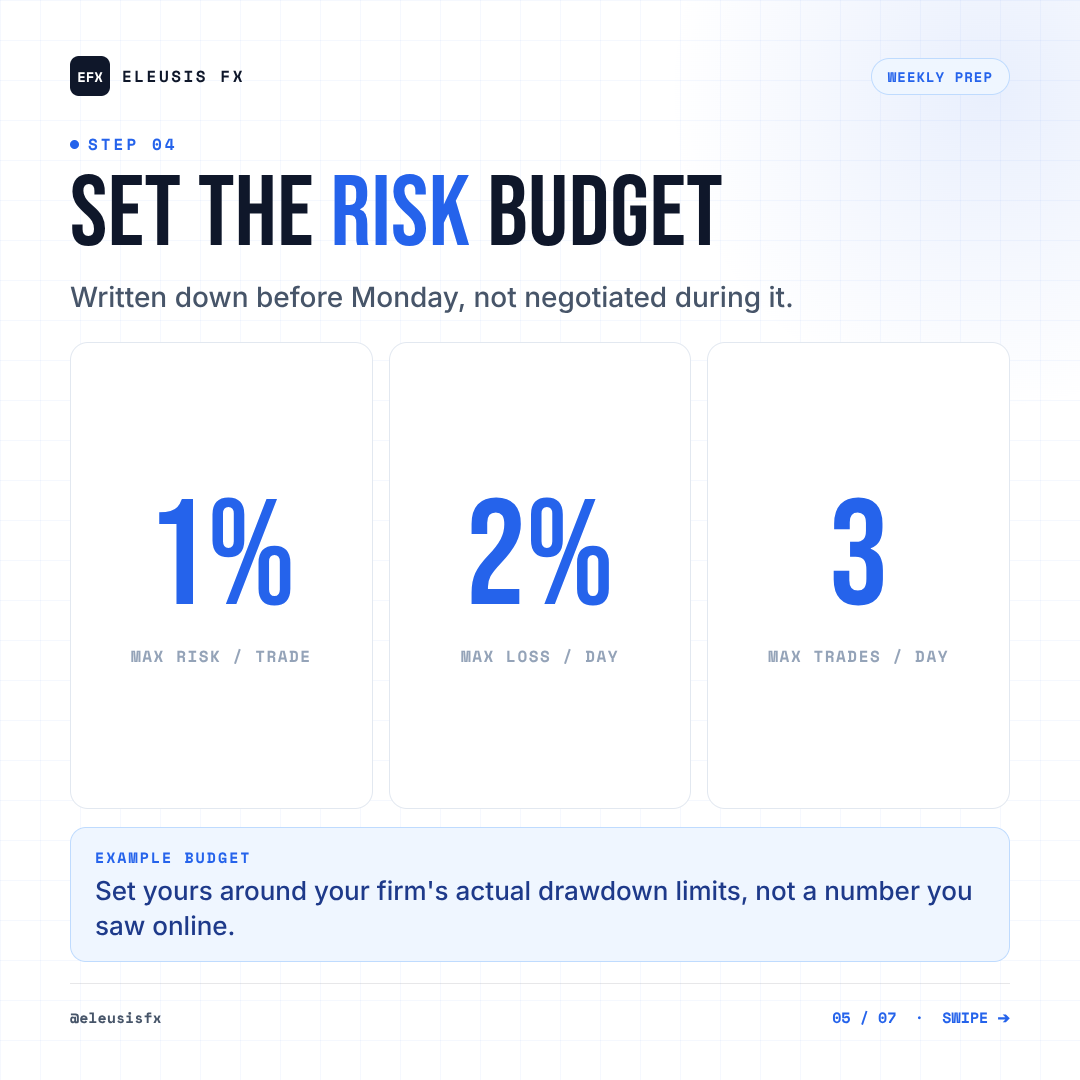 EFX ELEUSIS FX
WEEKLY PREP
STEP 04
SET THE RISK BUDGET
Written down before Monday, not negotiated during it.
1%
MAX RISK / TRADE
2%
MAX LOSS / DAY
3
MAX TRADES / DAY
EXAMPLE BUDGET
Set yours around your firm's actual drawdown limits, not a number you
saw online.
@eleusisfx
05 / 07 · SWIPE ➔